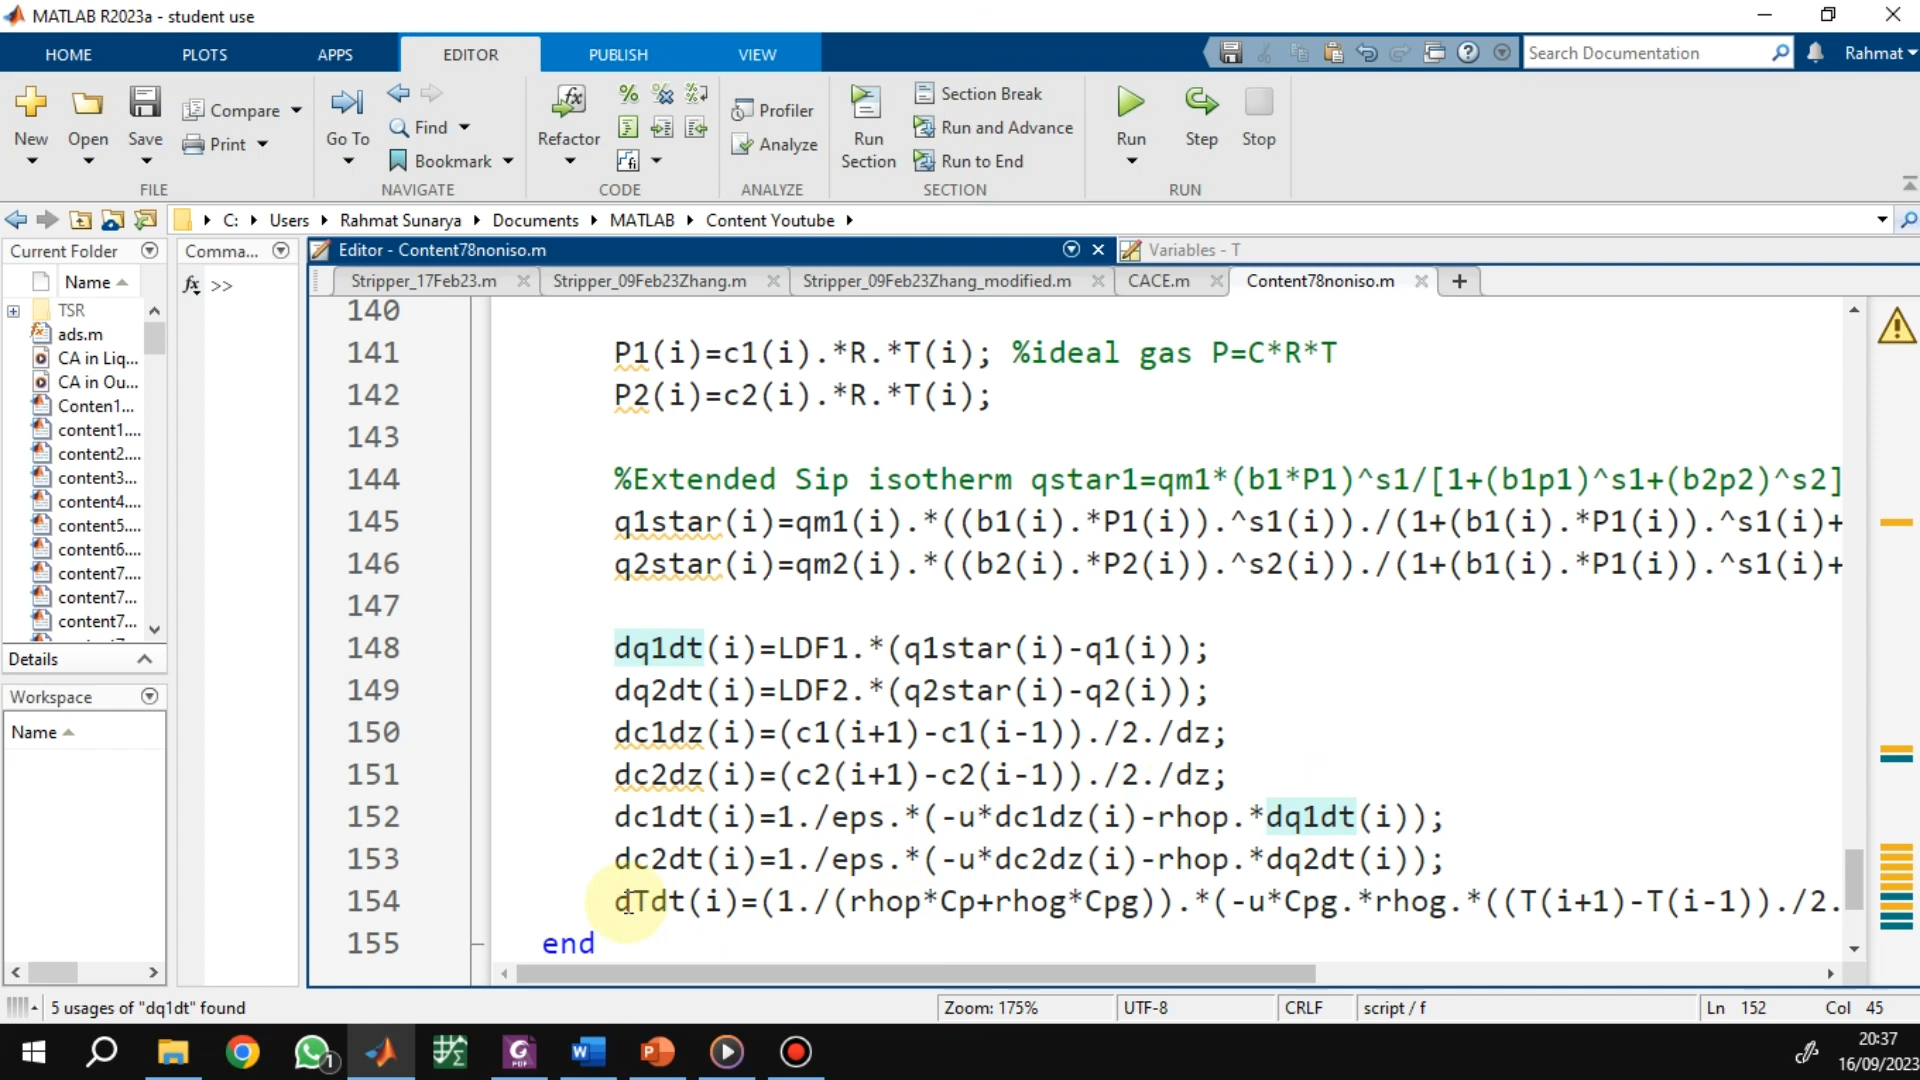 MATLAB R2023a - student use
HOME PLOTS APPS EDITOR PUBLISH VIEW Search Documentation Rahmat
New Open Save Compare Print FILE
Go To Find Bookmark NAVIGATE
Refactor CODE
Profiler Analyze ANALYZE
Run Section Section Break Run and Advance Run to End SECTION
Run Step Stop RUN
C: Users Rahmat Sunarya Documents MATLAB Content Youtube
Current Folder Comma... Editor - Content78noniso.m Variables - T
Stripper_17Feb23.m Stripper_09Feb23Zhang.m Stripper_09Feb23Zhang_modified.m CACE.m Content78noniso.m
Name
TSR
ads.m
CA in Liq...
CA in Ou...
Conten1...
content1....
content2....
content3...
content4....
content5....
content6....
content7....
content7...
content7...
Details
Workspace
Name
fx >>
140
141 P1(i)=c1(i).*R.*T(i); %ideal gas P=C*R*T
142 P2(i)=c2(i).*R.*T(i);
143
144 %Extended Sip isotherm qstar1=qm1*(b1*P1)^s1/[1+(b1p1)^s1+(b2p2)^s2]
145 q1star(i)=qm1(i).*((b1(i).*P1(i)).^s1(i))./(1+(b1(i).*P1(i)).^s1(i)+
146 q2star(i)=qm2(i).*((b2(i).*P2(i)).^s2(i))./(1+(b1(i).*P1(i)).^s1(i)+
147
148 dq1dt(i)=LDF1.*(q1star(i)-q1(i));
149 dq2dt(i)=LDF2.*(q2star(i)-q2(i));
150 dc1dz(i)=(c1(i+1)-c1(i-1))./2./dz;
151 dc2dz(i)=(c2(i+1)-c2(i-1))./2./dz;
152 dc1dt(i)=1./eps.*(-u*dc1dz(i)-rhop.*dq1dt(i));
153 dc2dt(i)=1./eps.*(-u*dc2dz(i)-rhop.*dq2dt(i));
154 dTdt(i)=(1./(rhop*Cp+rhog*Cpg)).*(-u*Cpg.*rhog.*((T(i+1)-T(i-1))./2.
155 end
5 usages of "dq1dt" found Zoom: 175% UTF-8 CRLF script / f Ln 152 Col 45
20:37
16/09/2023